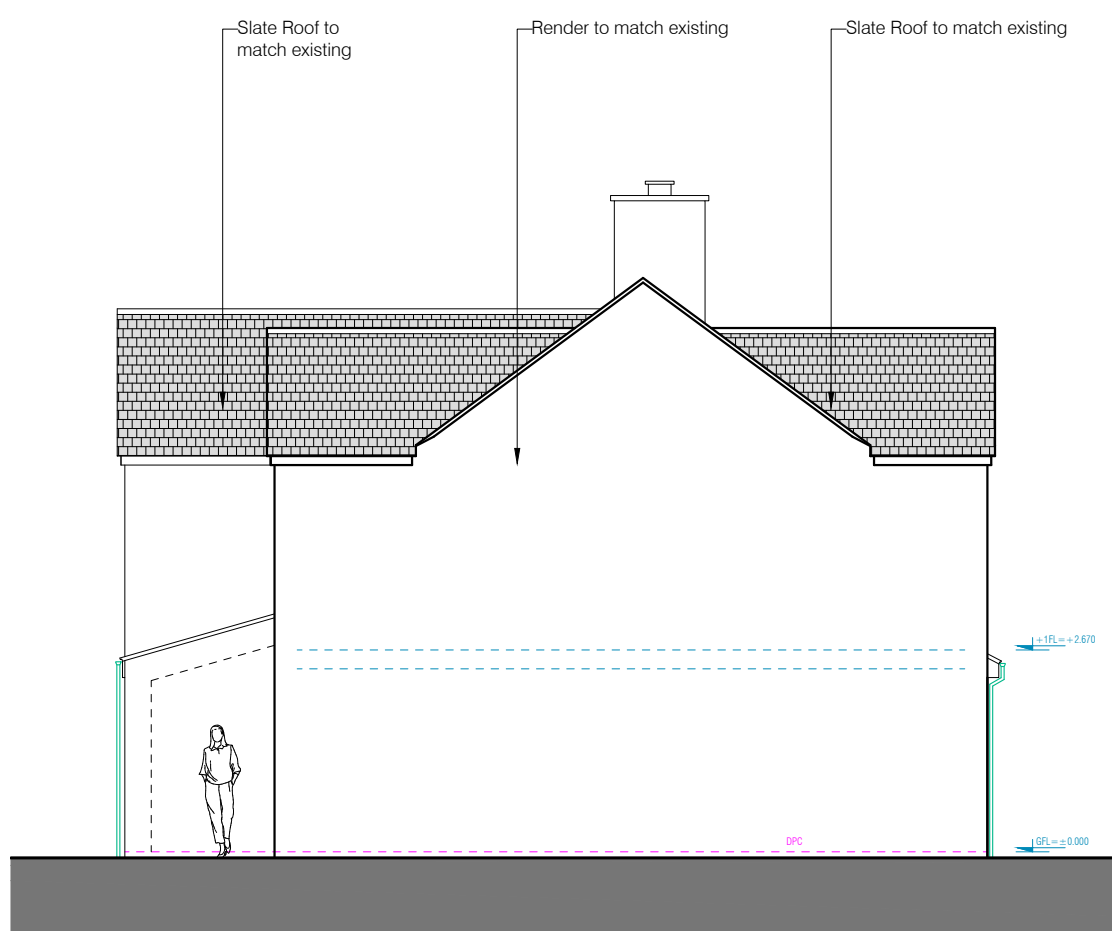 Slate Roof to
match existing
Render to match existing
Slate Roof to match existing
+1FL=+2.670
DPC
GFL=±0.000